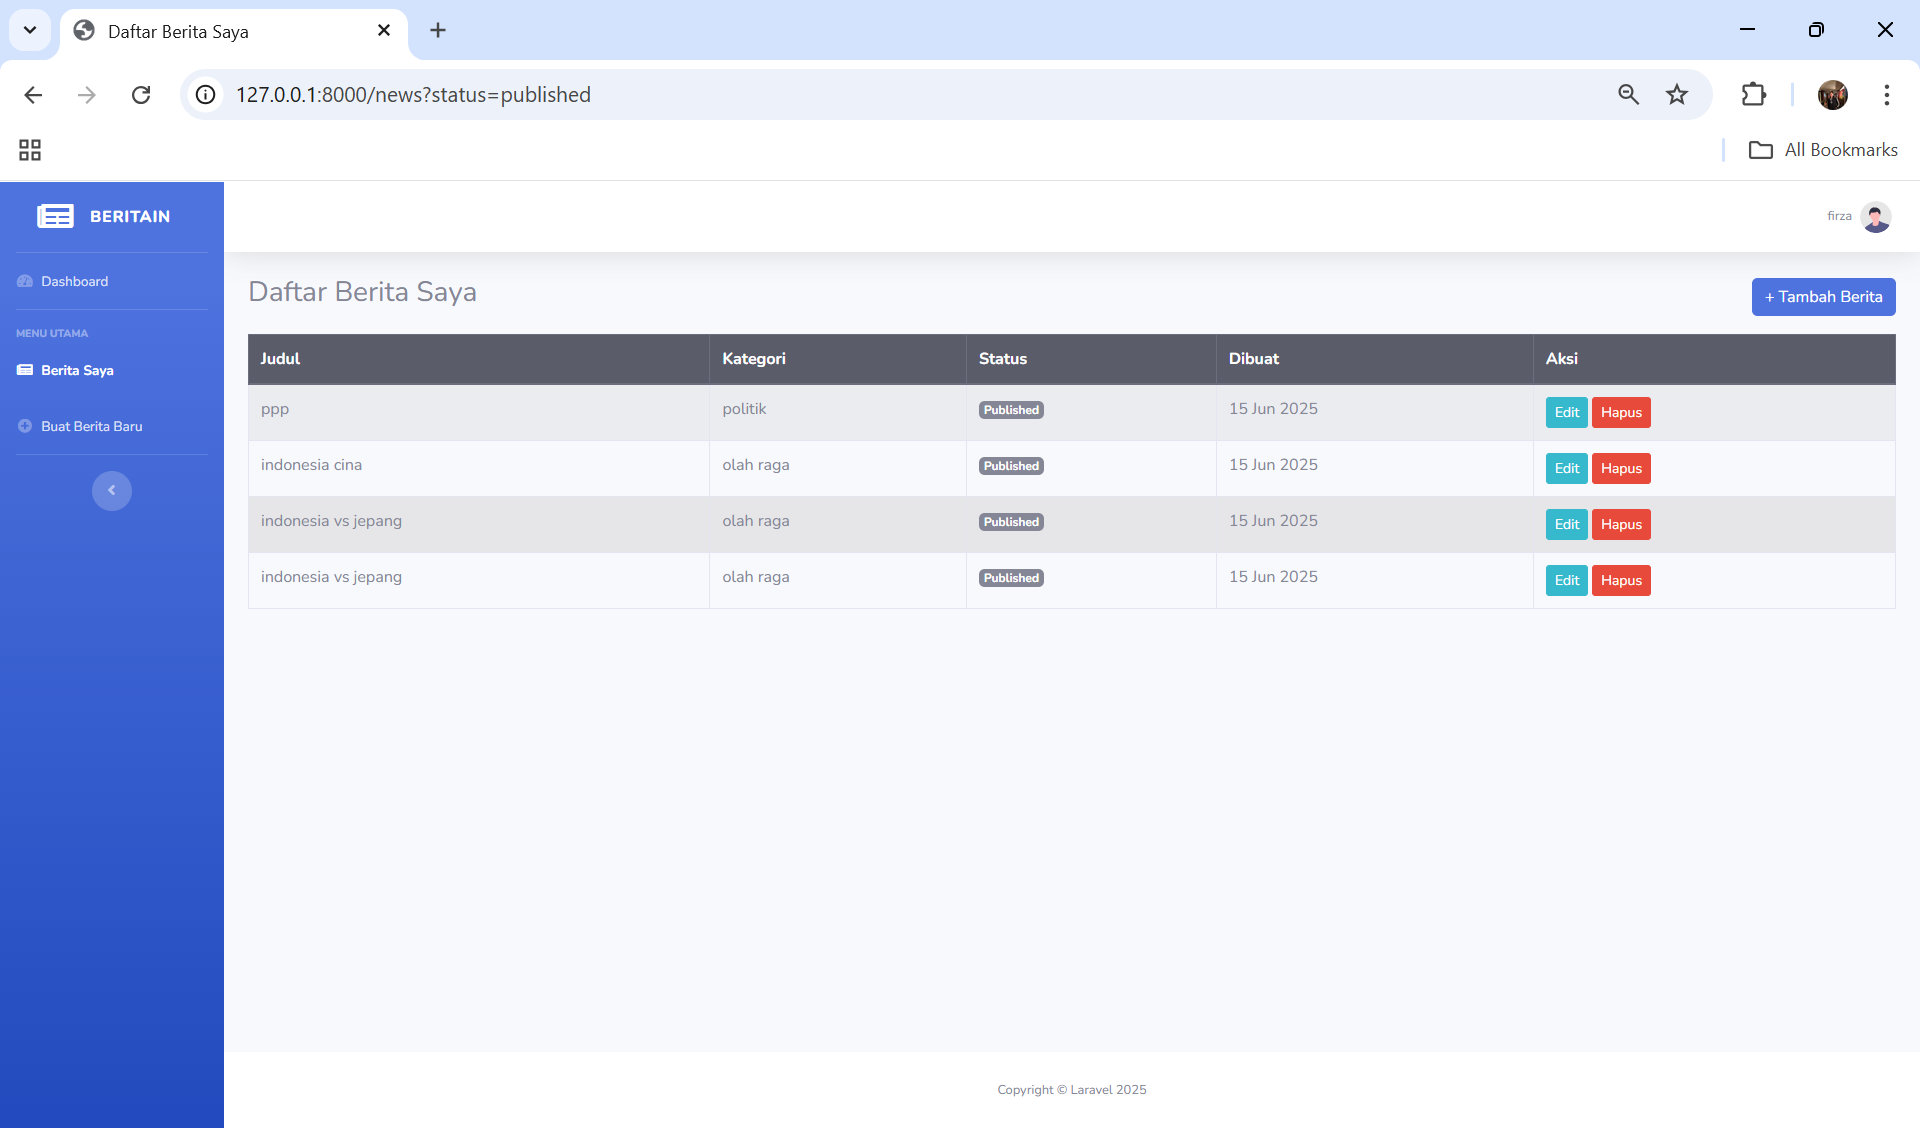 Daftar Berita Saya
127.0.0.1:8000/news?status=published
All Bookmarks
BERITAIN
firza
Dashboard
MENU UTAMA
Berita Saya
Buat Berita Baru
Daftar Berita Saya
+ Tambah Berita
Judul Kategori Status Dibuat Aksi
ppp politik Published 15 Jun 2025 Edit Hapus
indonesia cina olah raga Published 15 Jun 2025 Edit Hapus
indonesia vs jepang olah raga Published 15 Jun 2025 Edit Hapus
indonesia vs jepang olah raga Published 15 Jun 2025 Edit Hapus
Copyright © Laravel 2025